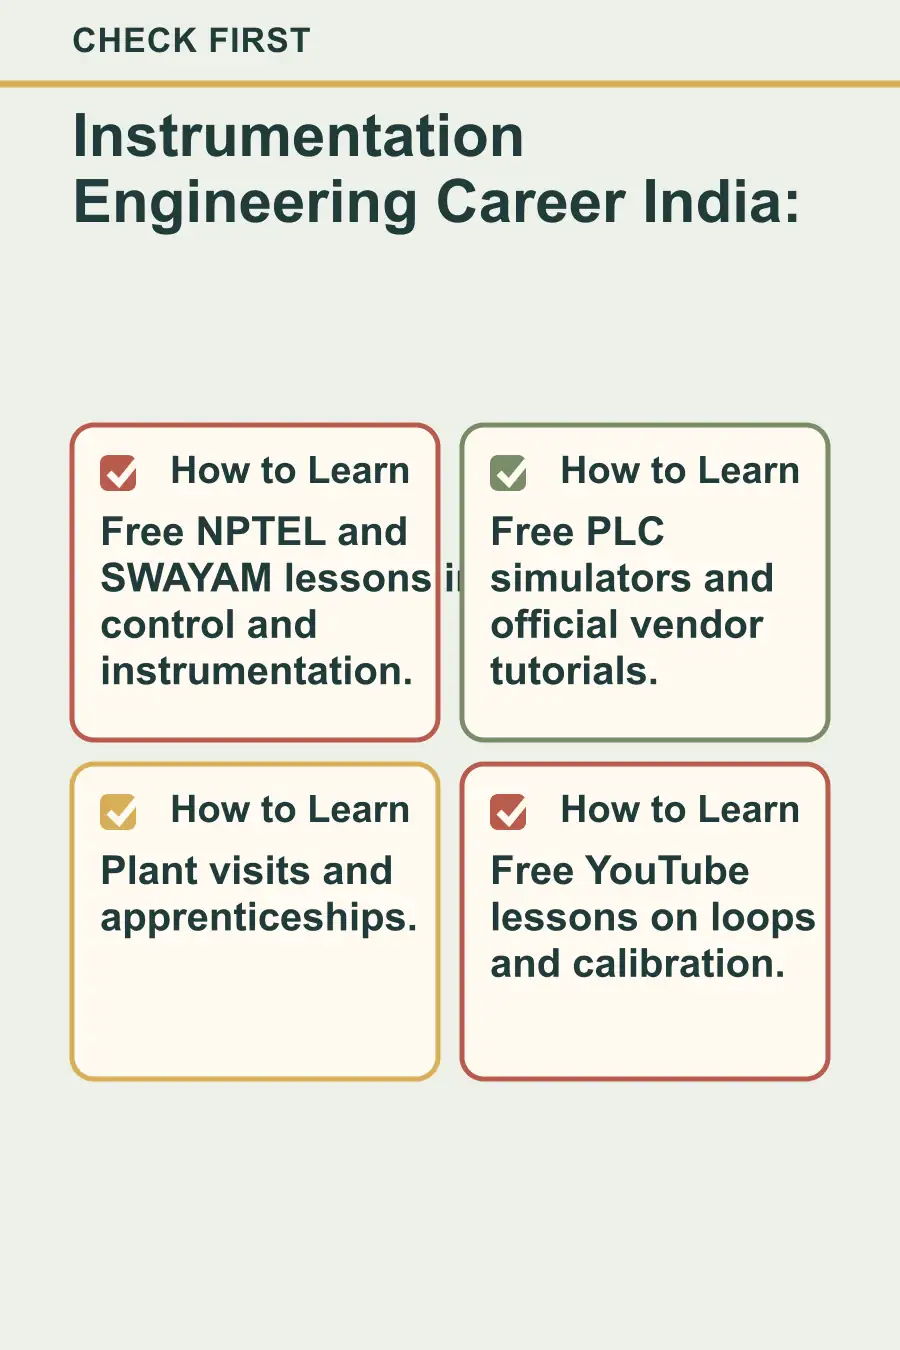 CHECK FIRST
Instrumentation
Engineering Career India:
How to Learn
Free NPTEL and
SWAYAM lessons
control and
instrumentation.
How to Learn
Free PLC
simulators and
official vendor
tutorials.
How to Learn
Plant visits and
apprenticeships.
How to Learn
Free YouTube
lessons on loops
and calibration.